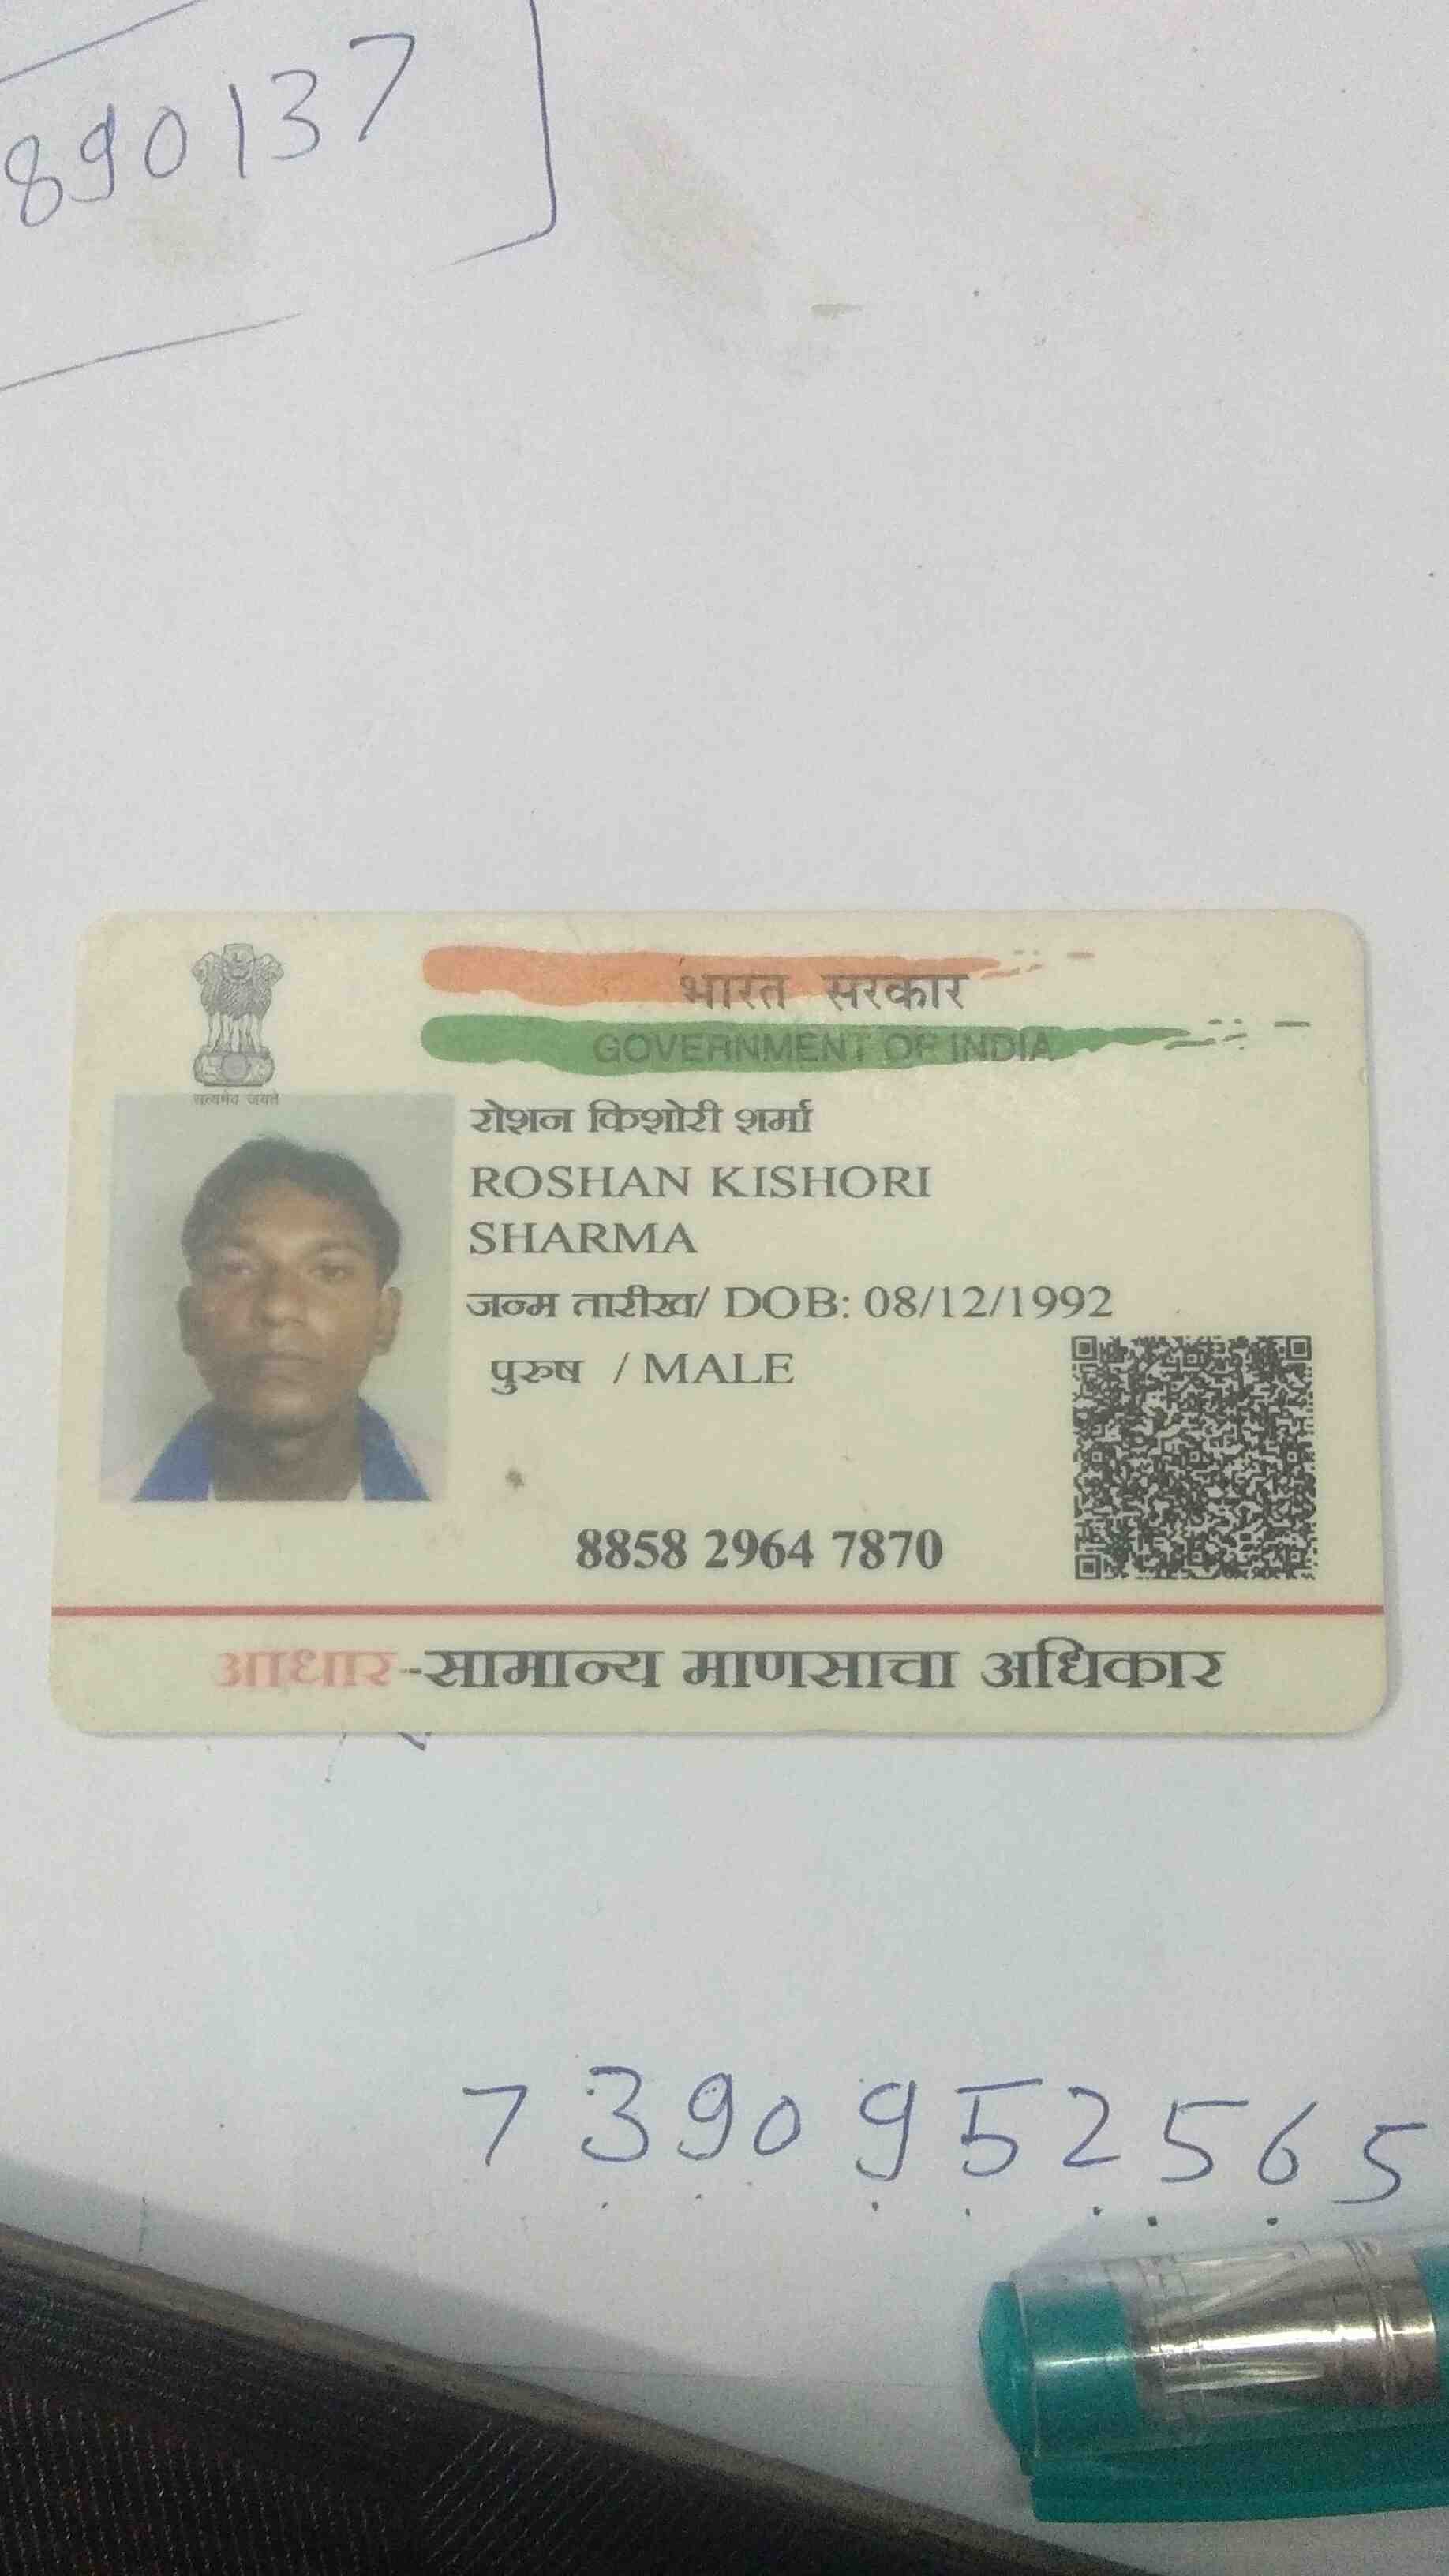 890137
भारत सरकार
GOVERNMENT OF INDIA
सत्यमेव जयते
रोशन किशोरी शर्मा
ROSHAN KISHORI
SHARMA
जन्म तारीख/ DOB: 08/12/1992
पुरुष / MALE
8858 2964 7870
आधार-सामान्य माणसाचा अधिकार
7390952565